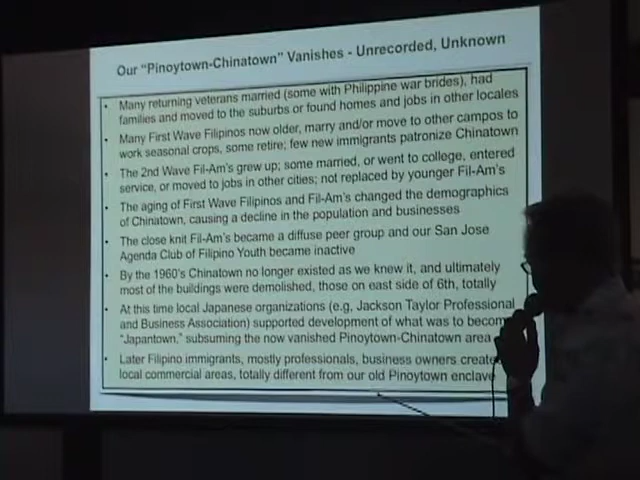 Our "Pinoytown-Chinatown" Vanishes - Unrecorded, Unknown
• Many returning veterans married (some with Philippine war brides), had
families and moved to the suburbs or found homes and jobs in other locales
• Many First Wave Filipinos now older, marry and/or move to other campos to
work seasonal crops, some retire; few new immigrants patronize Chinatown
• The 2nd Wave Fil-Am's grew up; some married, or went to college, entered
service, or moved to jobs in other cities; not replaced by younger Fil-Am's
• The aging of First Wave Filipinos and Fil-Am's changed the demographics
of Chinatown, causing a decline in the population and businesses
• The close knit Fil-Am's became a diffuse peer group and our San Jose
Agenda Club of Filipino Youth became inactive
• By the 1960's Chinatown no longer existed as we knew it, and ultimately
most of the buildings were demolished, those on east side of 6th, totally
• At this time local Japanese organizations (e.g, Jackson Taylor Professional
and Business Association) supported development of what was to becom
"Japantown," subsuming the now vanished Pinoytown-Chinatown area
• Later Filipino immigrants, mostly professionals, business owners create
local commercial areas, totally different from our old Pinoytown enclave